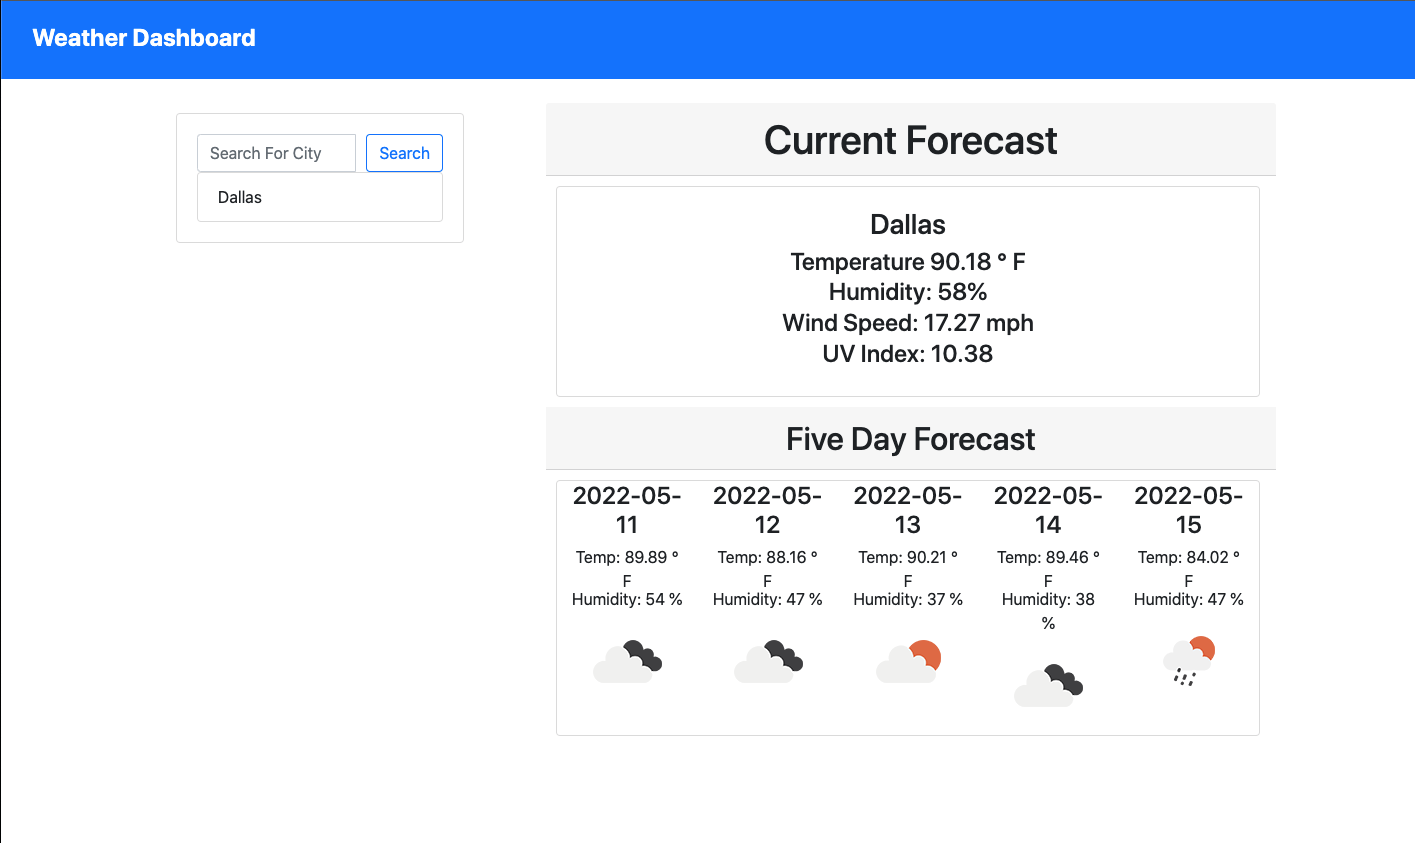 Weather Dashboard
Search For City
Search
Dallas
Current Forecast
Dallas
Temperature 90.18 ° F
Humidity: 58%
Wind Speed: 17.27 mph
UV Index: 10.38
Five Day Forecast
2022-05-
11
Temp: 89.89 °
F
Humidity: 54 %
2022-05-
12
Temp: 88.16 °
F
Humidity: 47 %
2022-05-
13
Temp: 90.21 °
F
Humidity: 37 %
2022-05-
14
Temp: 89.46 °
F
Humidity: 38
%
2022-05-
15
Temp: 84.02 °
F
Humidity: 47 %